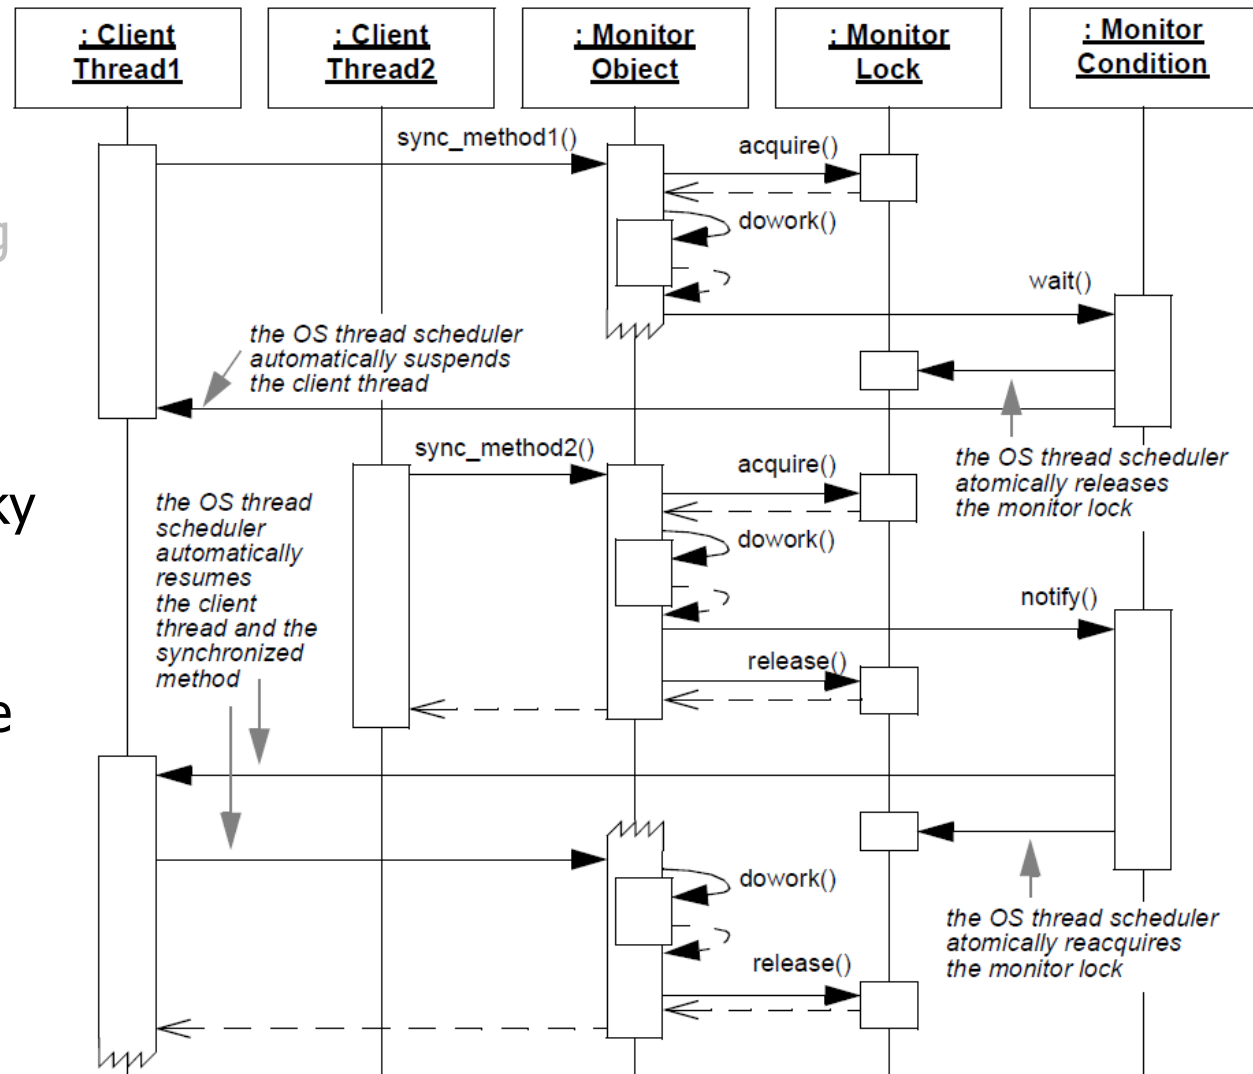 : Client
Thread1
: Client
Thread2
: Monitor
Object
: Monitor
Lock
: Monitor
Condition
sync_method1()
acquire()
dowork()
g
wait()
the OS thread scheduler
automatically suspends
the client thread
sync_method2()
acquire()
the OS thread scheduler
atomically releases
the monitor lock
ky
the OS thread
scheduler
automatically
resumes
the client
thread and the
synchronized
method
dowork()
notify()
release()
e
dowork()
the OS thread scheduler
atomically reacquires
the monitor lock
release()